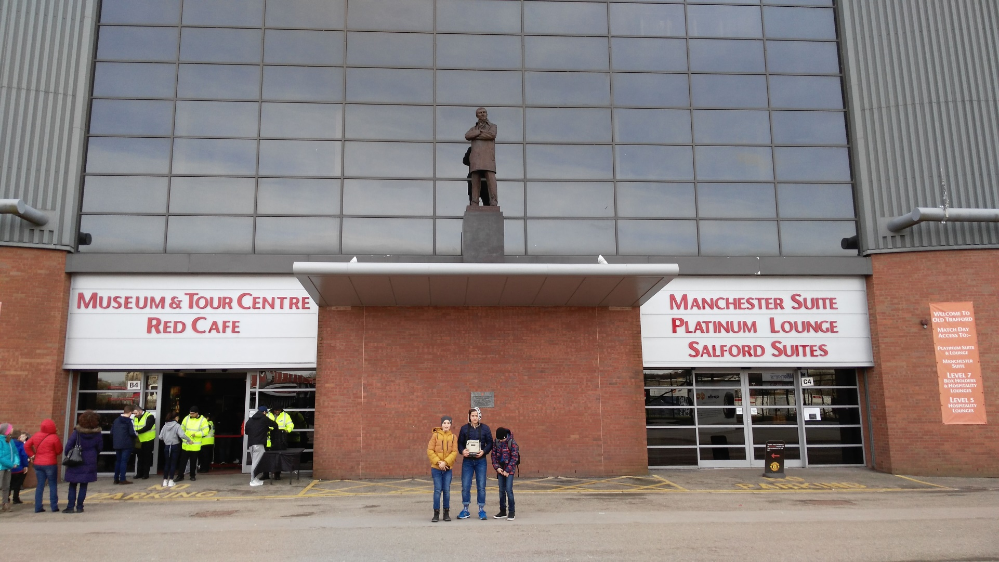 MUSEUM & TOUR CENTRE
RED CAFE
MANCHESTER SUITE
PLATINUM LOUNGE
SALFORD SUITES
WELCOME TO
OLD TRAFFORD
MATCH DAY
ACCESS TO:-
PLATINUM SUITE
& LOUNGE
MANCHESTER
SUITE
LEVEL 7
BOX HOLDERS
& HOSPITALITY
LOUNGES
LEVEL 5
HOSPITALITY
LOUNGES
B4
C4
NO
PARKING
NO
PARKING